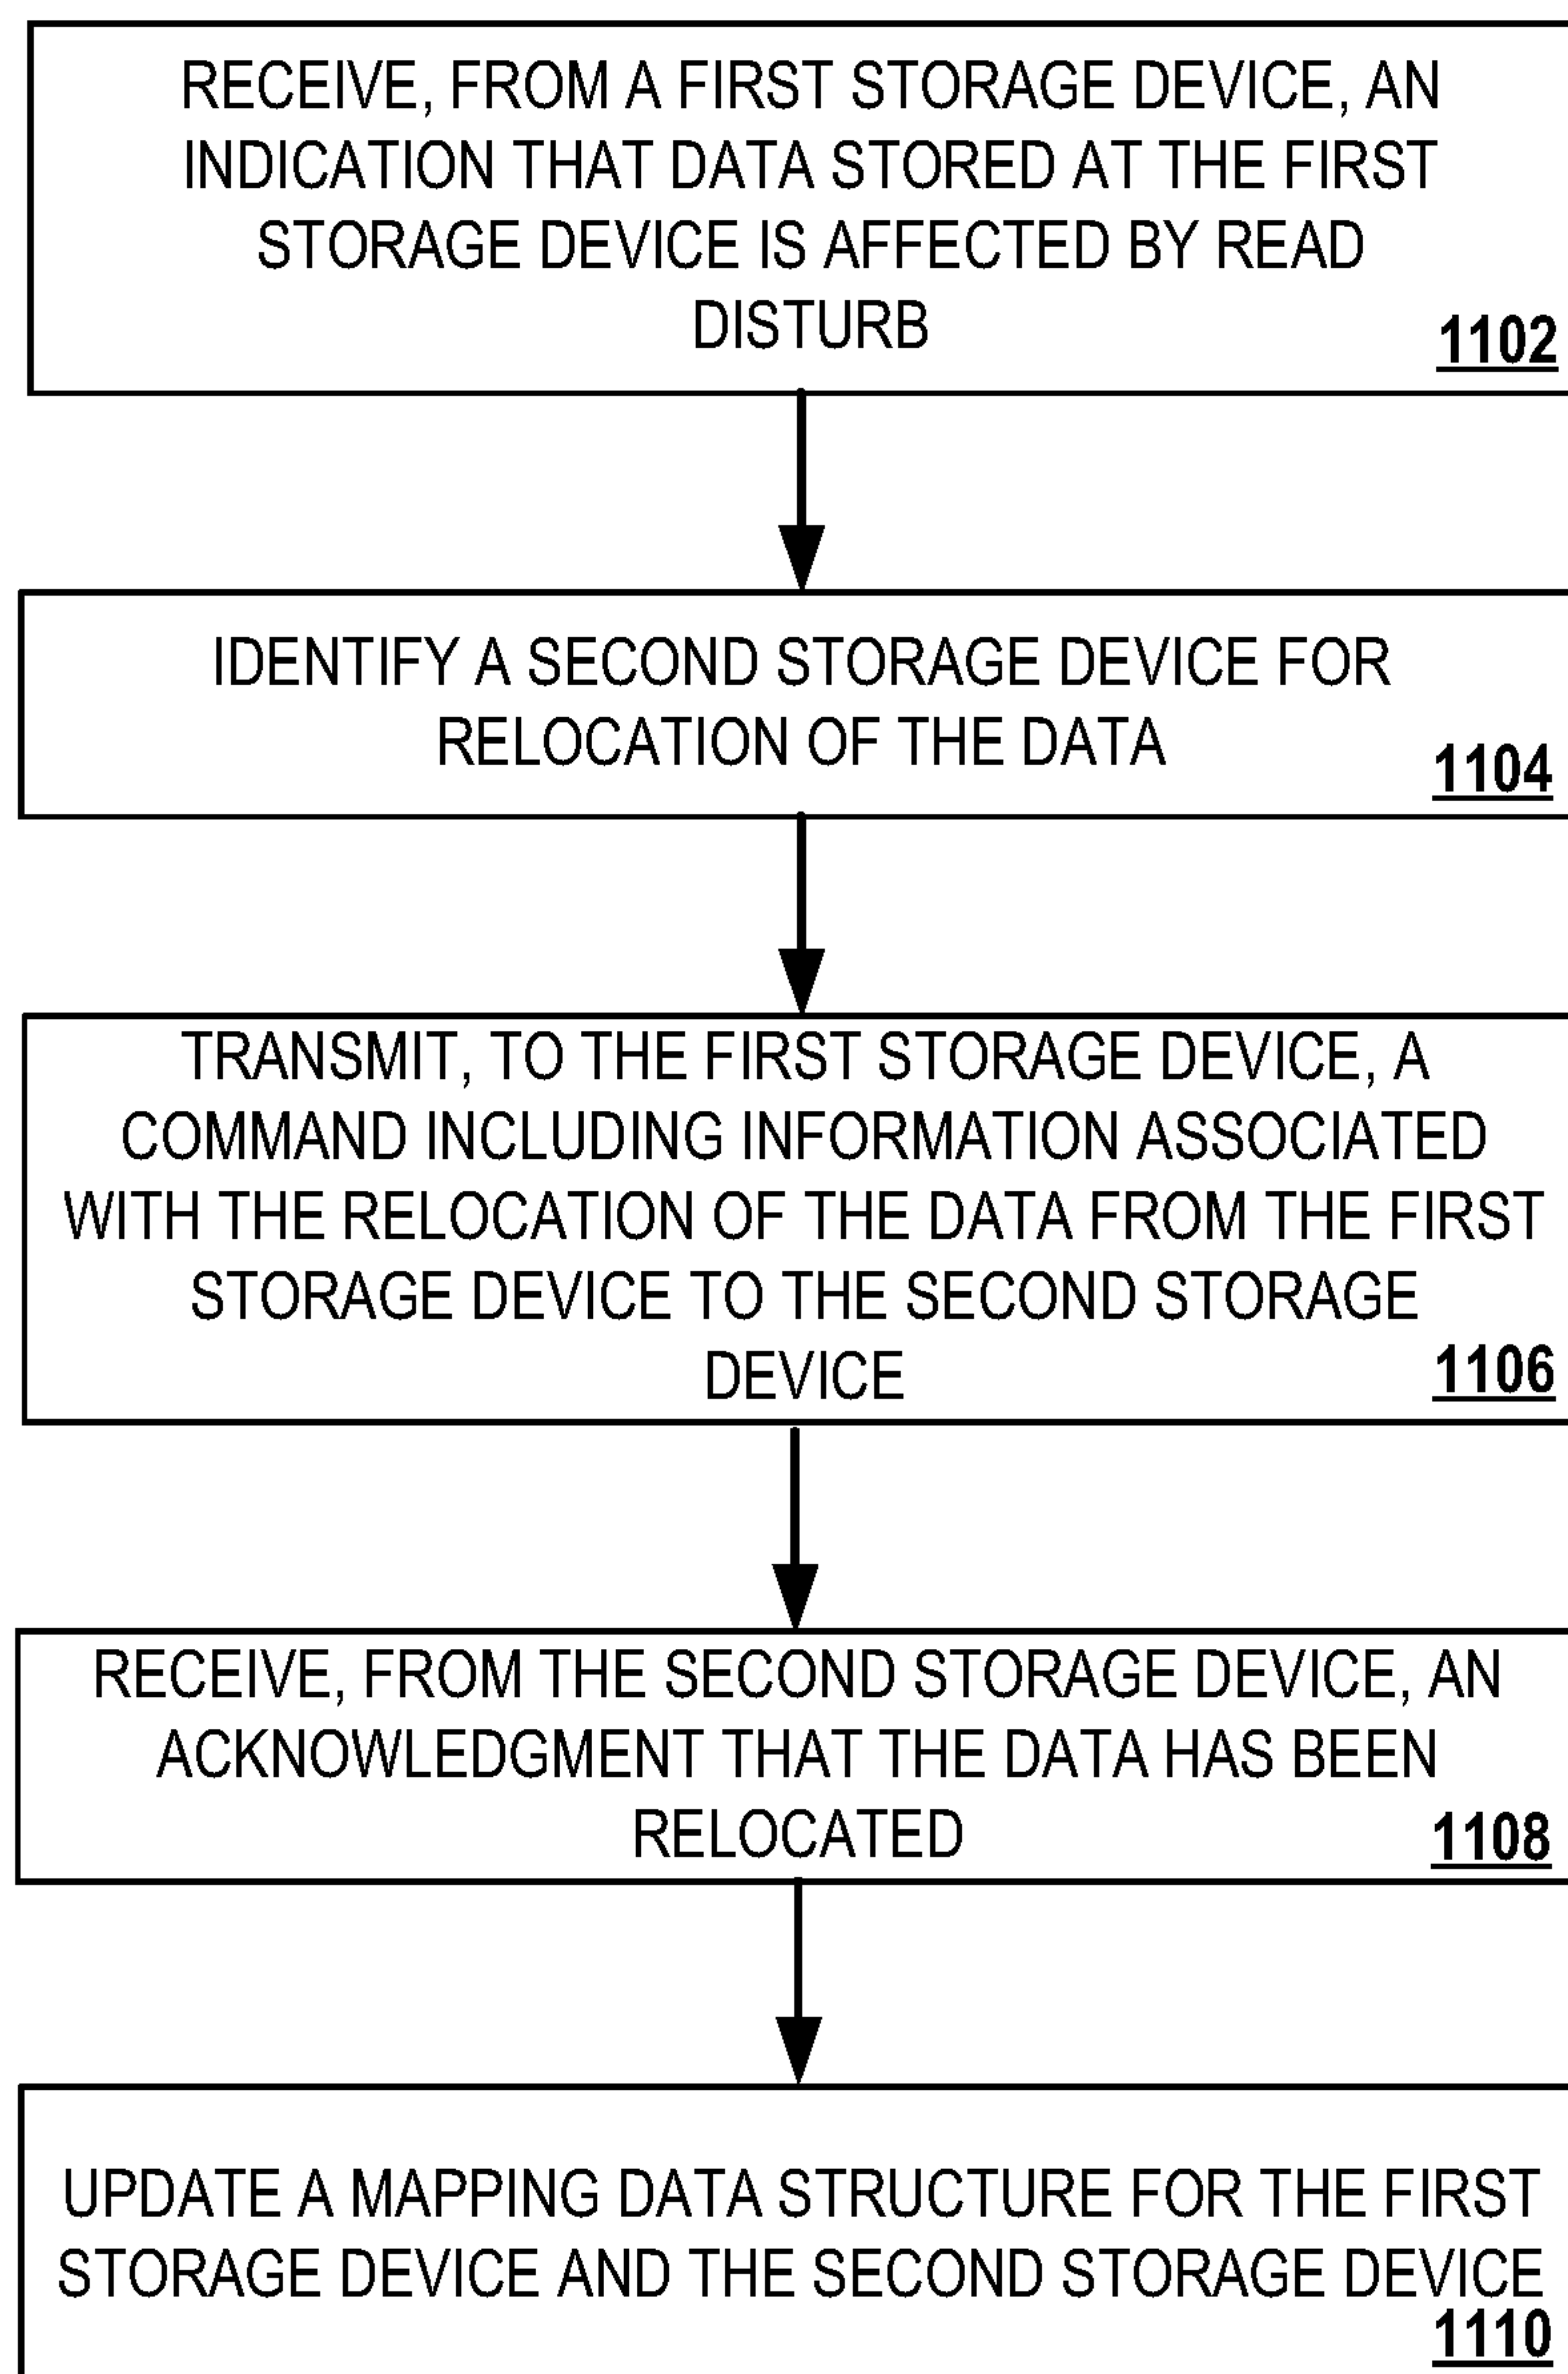 RECEIVE, FROM A FIRST STORAGE DEVICE, AN
INDICATION THAT DATA STORED AT THE FIRST
STORAGE DEVICE IS AFFECTED BY READ
DISTURB
1102
IDENTIFY A SECOND STORAGE DEVICE FOR
RELOCATION OF THE DATA
1104
TRANSMIT, TO THE FIRST STORAGE DEVICE, A
COMMAND INCLUDING INFORMATION ASSOCIATED
WITH THE RELOCATION OF THE DATA FROM THE FIRST
STORAGE DEVICE TO THE SECOND STORAGE
DEVICE
1106
RECEIVE, FROM THE SECOND STORAGE DEVICE, AN
ACKNOWLEDGMENT THAT THE DATA HAS BEEN
RELOCATED
1108
UPDATE A MAPPING DATA STRUCTURE FOR THE FIRST
STORAGE DEVICE AND THE SECOND STORAGE DEVICE
1110